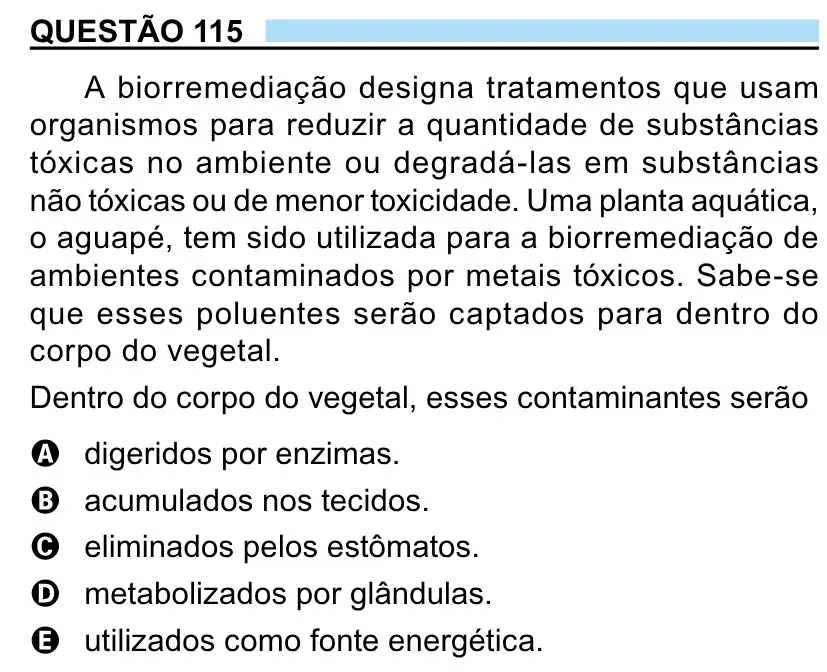 QUESTÃO 115
A biorremediação designa tratamentos que usam
organismos para reduzir a quantidade de substâncias
tóxicas no ambiente ou degradá-las em substâncias
não tóxicas ou de menor toxicidade. Uma planta aquática,
o aguapé, tem sido utilizada para a biorremediação de
ambientes contaminados por metais tóxicos. Sabe-se
que esses poluentes serão captados para dentro do
corpo do vegetal.
Dentro do corpo do vegetal, esses contaminantes serão
A digeridos por enzimas.
B acumulados nos tecidos.
C eliminados pelos estômatos.
D metabolizados por glândulas.
E utilizados como fonte energética.